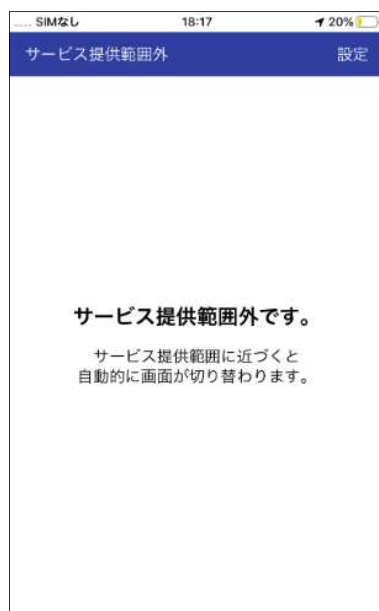 ..... SIMなし 18:17 20%
サービス提供範囲外 設定
サービス提供範囲外です。
サービス提供範囲に近づくと
自動的に画面が切り替わります。